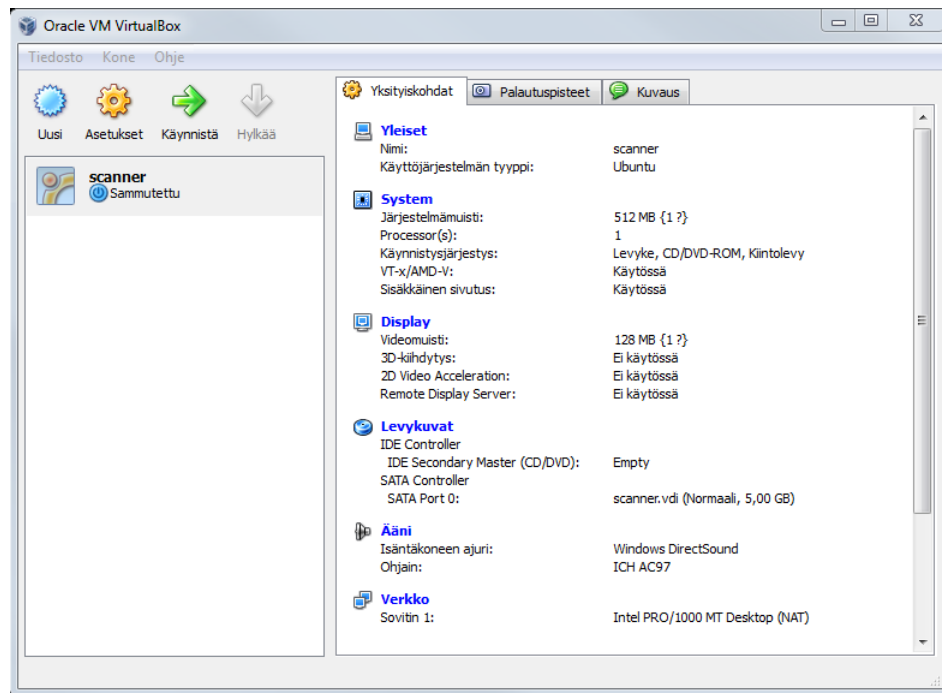 Oracle VM VirtualBox
Tiedosto Kone Ohje
Uusi Asetukset Käynnistä Hylkää
scanner
Sammutettu
Yksityiskohdat Palautuspisteet Kuvaus
Yleiset
Nimi: scanner
Käyttöjärjestelmän tyyppi: Ubuntu
System
Järjestelmämuisti: 512 MB {1 ?}
Processor(s): 1
Käynnistysjärjestys: Levyke, CD/DVD-ROM, Kiintolevy
VT-x/AMD-V: Käytössä
Sisäkkäinen sivutus: Käytössä
Display
Videomuisti: 128 MB {1 ?}
3D-kiihdytys: Ei käytössä
2D Video Acceleration: Ei käytössä
Remote Display Server: Ei käytössä
Levykuvat
IDE Controller
IDE Secondary Master (CD/DVD): Empty
SATA Controller
SATA Port 0: scanner.vdi (Normaali, 5,00 GB)
Ääni
Isäntäkoneen ajuri: Windows DirectSound
Ohjain: ICH AC97
Verkko
Sovitin 1: Intel PRO/1000 MT Desktop (NAT)